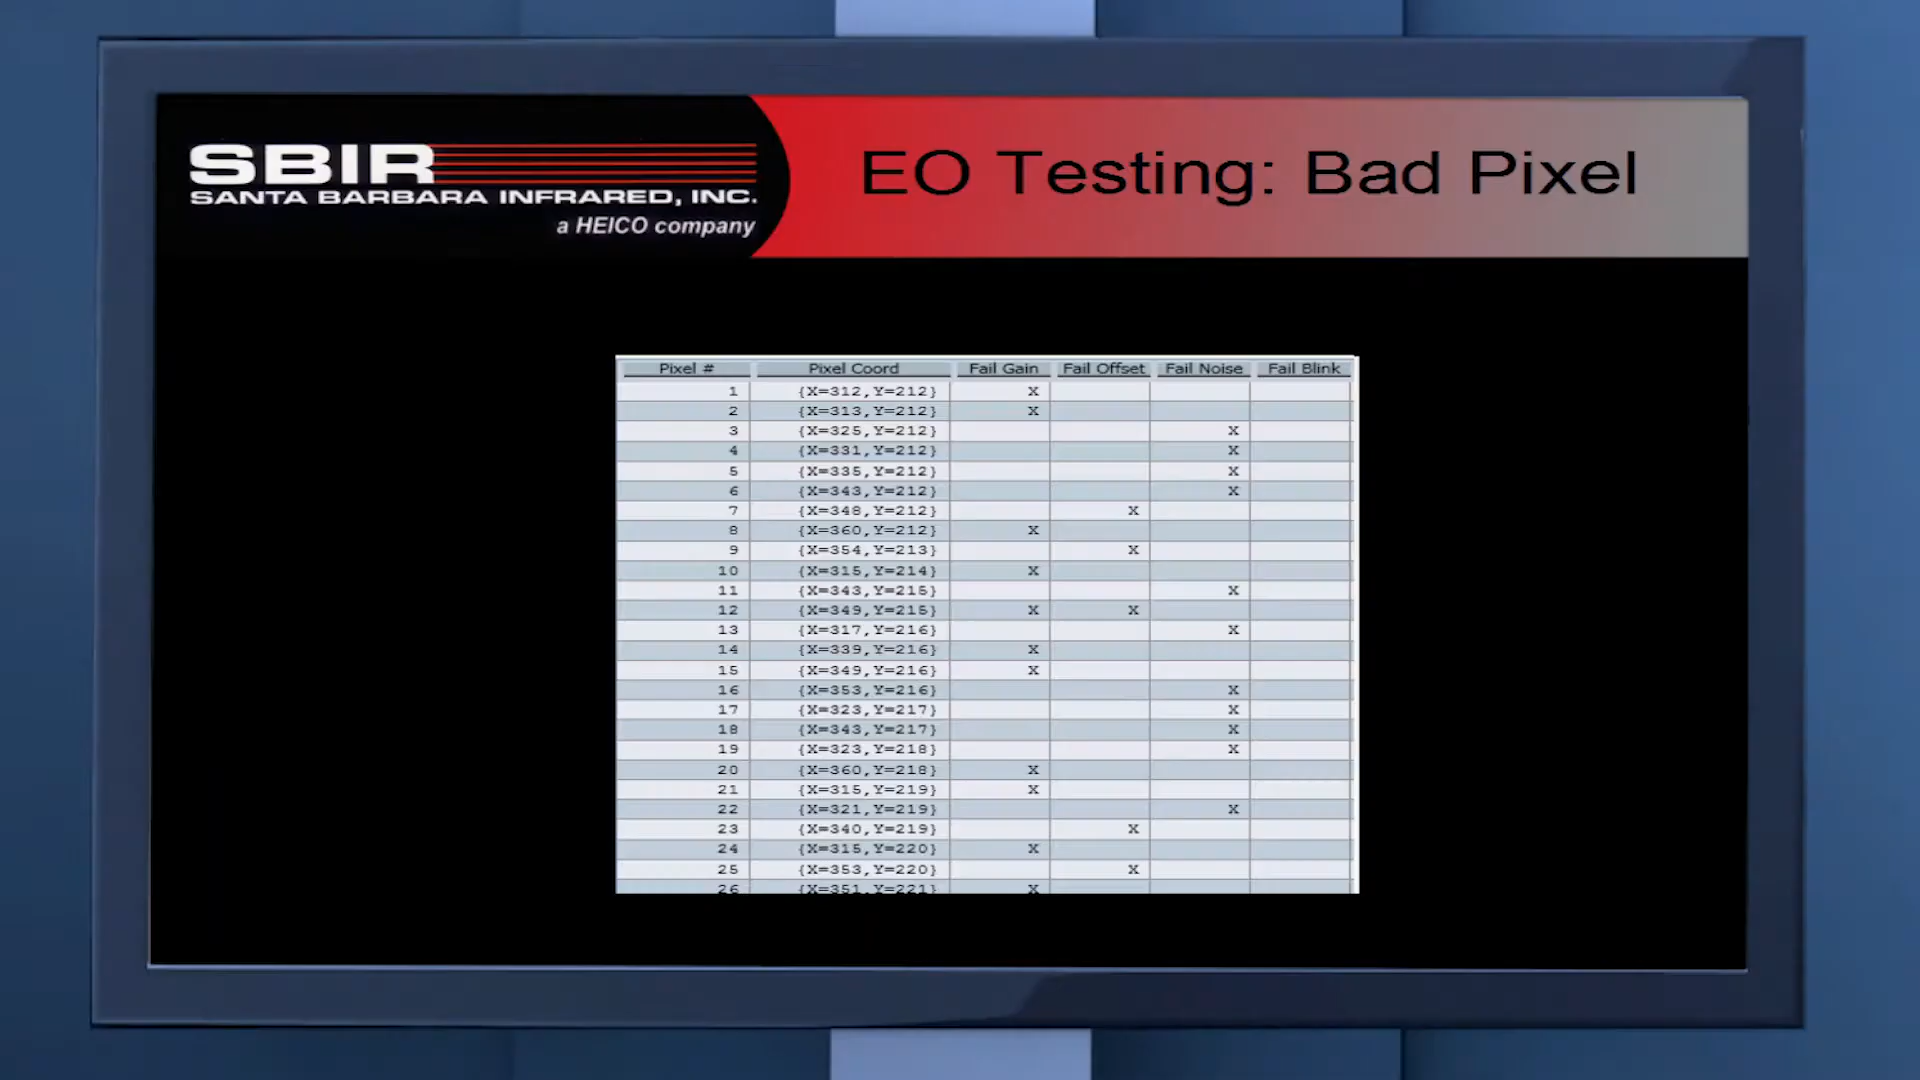 SBIR
SANTA BARBARA INFRARED, INC.
a HEICO company
EO Testing: Bad Pixel
Pixel # Pixel Coord Fail Gain Fail Offset Fail Noise Fail Blink
1 {X=312,Y=212} X
2 {X=313,Y=212} X
3 {X=325,Y=212} X
4 {X=331,Y=212} X
5 {X=335,Y=212} X
6 {X=343,Y=212} X
7 {X=348,Y=212} X
8 {X=360,Y=212} X
9 {X=354,Y=213} X
10 {X=315,Y=214} X
11 {X=343,Y=215} X
12 {X=349,Y=215} X X
13 {X=317,Y=216} X
14 {X=339,Y=216} X
15 {X=349,Y=216} X
16 {X=353,Y=216} X
17 {X=323,Y=217} X
18 {X=343,Y=217} X
19 {X=323,Y=218} X
20 {X=360,Y=218} X
21 {X=315,Y=219} X
22 {X=321,Y=219} X
23 {X=340,Y=219} X
24 {X=315,Y=220} X
25 {X=353,Y=220} X
26 {X=351,Y=221} X